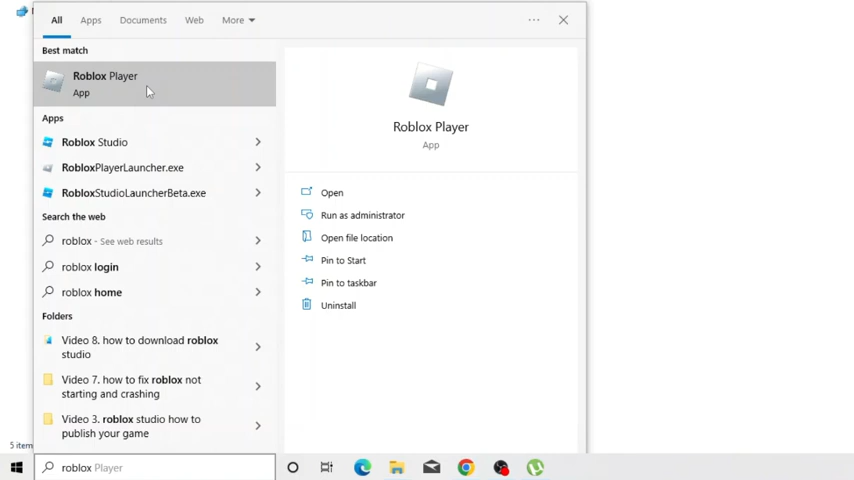 All Apps Documents Web More
Best match
Roblox Player
App
Apps
Roblox Studio
RobloxPlayerLauncher.exe
RobloxStudioLauncherBeta.exe
Search the web
roblox - See web results
roblox login
roblox home
Folders
Video 8. how to download roblox
studio
Video 7. how to fix roblox not
starting and crashing
Video 3. roblox studio how to
publish your game
Roblox Player
App
Open
Run as administrator
Open file location
Pin to Start
Pin to taskbar
Uninstall
5 item
roblox Player